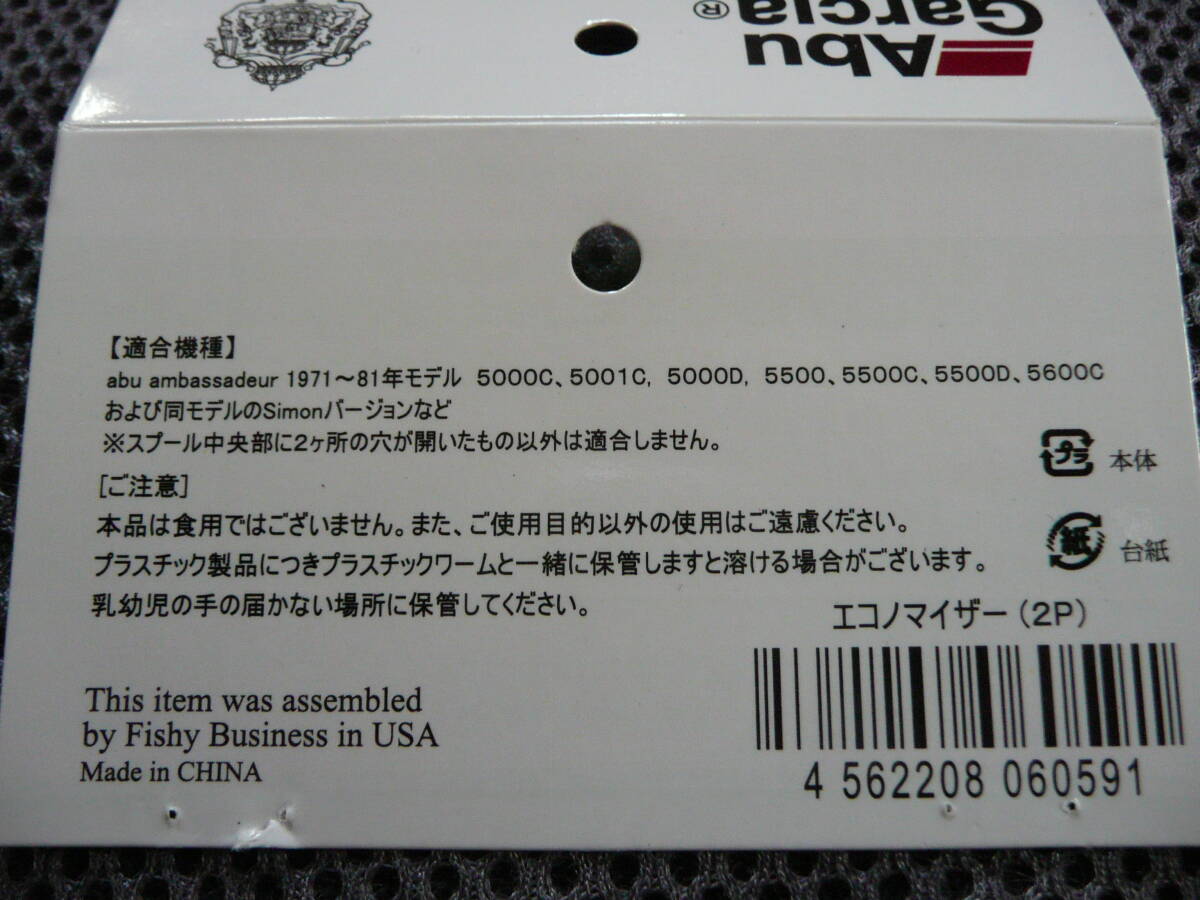 Abu
Garcia®
【適合機種】
abu ambassadeur 1971～81年モデル 5000C、5001C, 5000D, 5500、5500C、5500D、5600C
および同モデルのSimonバージョンなど
※スプール中央部に2ヶ所の穴が開いたもの以外は適合しません。
[ご注意]
本品は食用ではございません。また、ご使用目的以外の使用はご遠慮ください。
プラスチック製品につきプラスチックワームと一緒に保管しますと溶ける場合がございます。
乳幼児の手の届かない場所に保管してください。
プラ 本体
紙 台紙
エコノマイザー(2P)
This item was assembled
by Fishy Business in USA
Made in CHINA
4 562208 060591